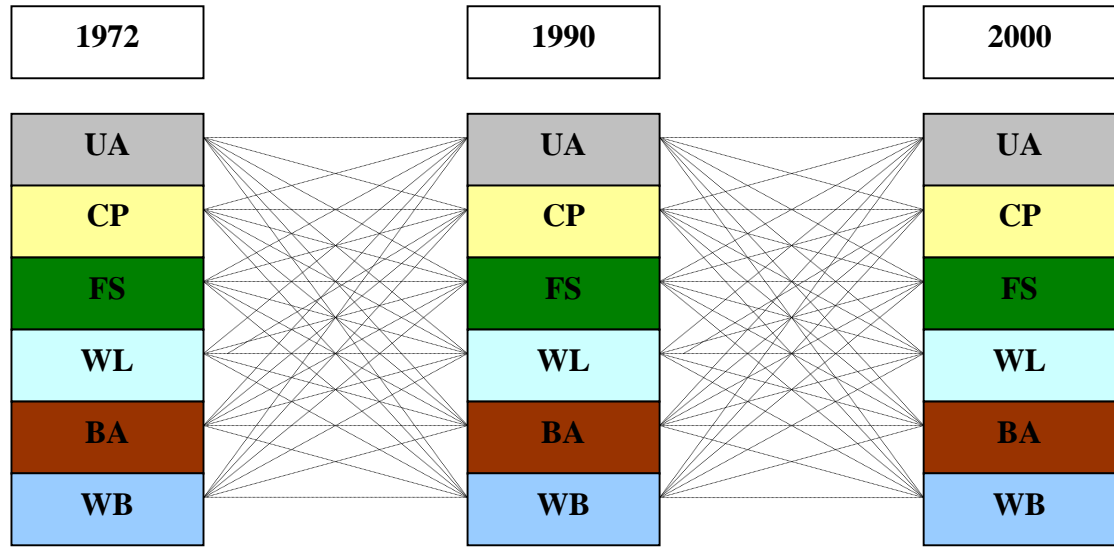 1972 1990 2000
UA UA UA
CP CP CP
FS FS FS
WL WL WL
BA BA BA
WB WB WB